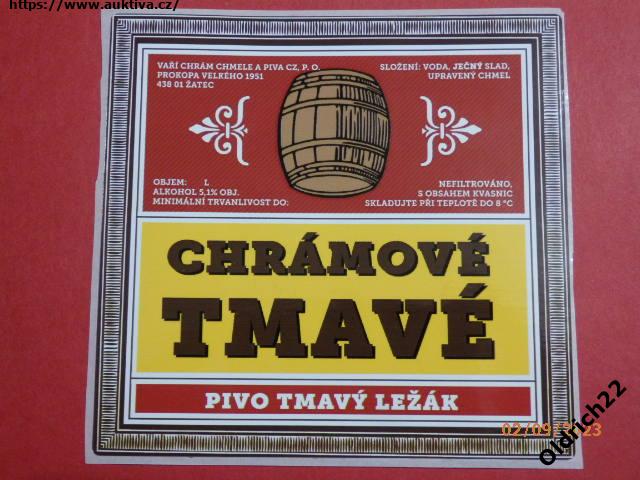 https://www.auktiva.cz/
VAŘÍ CHRÁM CHMELE A PIVA CZ, P. O.
PROKOPA VELKÉHO 1951
438 01 ŽATEC
SLOŽENÍ: VODA, JEČNÝ SLAD,
UPRAVENÝ CHMEL
OBJEM: L
ALKOHOL 5,1% OBJ.
MINIMÁLNÍ TRVANLIVOST DO:
NEFILTROVÁNO,
S OBSAHEM KVASNIC
SKLADUJTE PŘI TEPLOTĚ DO 8 °C
CHRÁMOVÉ
TMAVÉ
PIVO TMAVÝ LEŽÁK
oldrich22